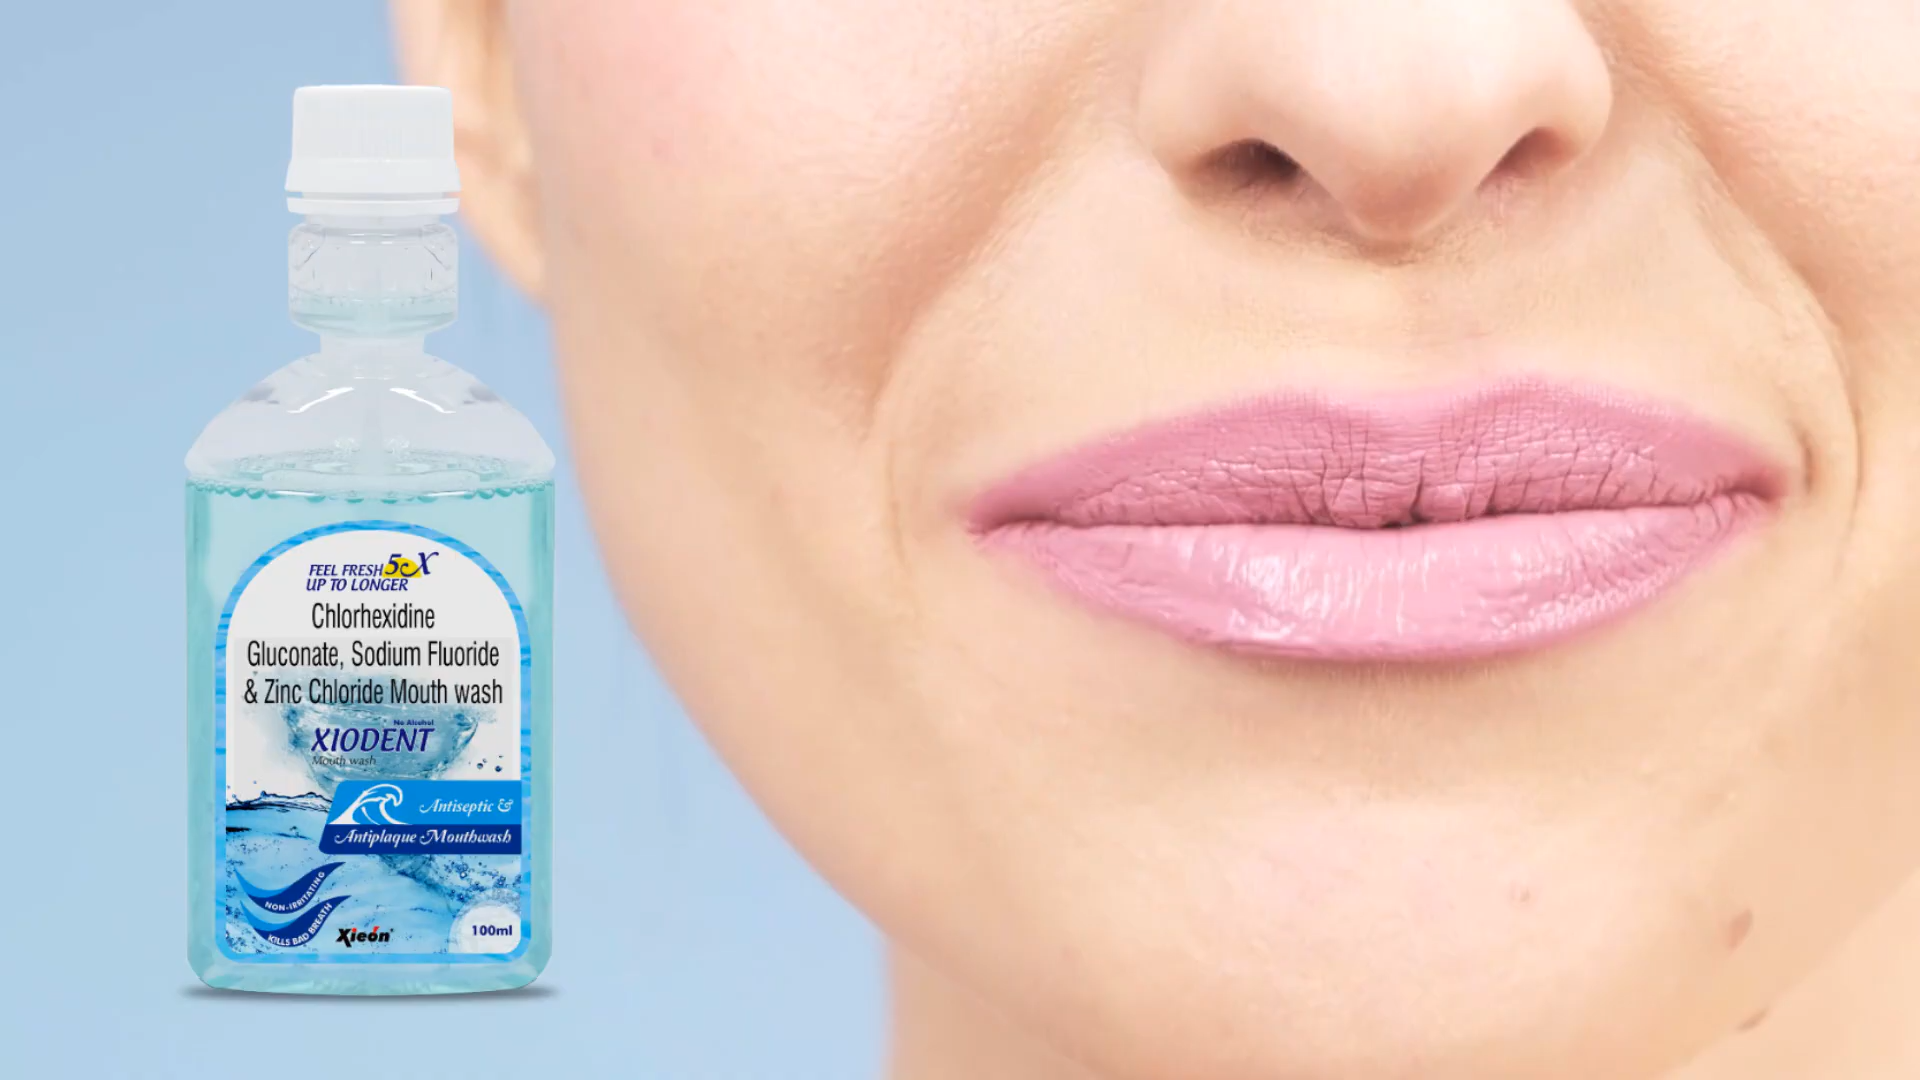 FEEL FRESH 5X
UP TO LONGER
Chlorhexidine
Gluconate, Sodium Fluoride
& Zinc Chloride Mouth wash
No Alcohol
XIODENT
Mouth wash
Antiseptic &
Antiplaque Mouthwash
NON-IRRITATING
KILLS BAD BREATH
Xieon
100ml